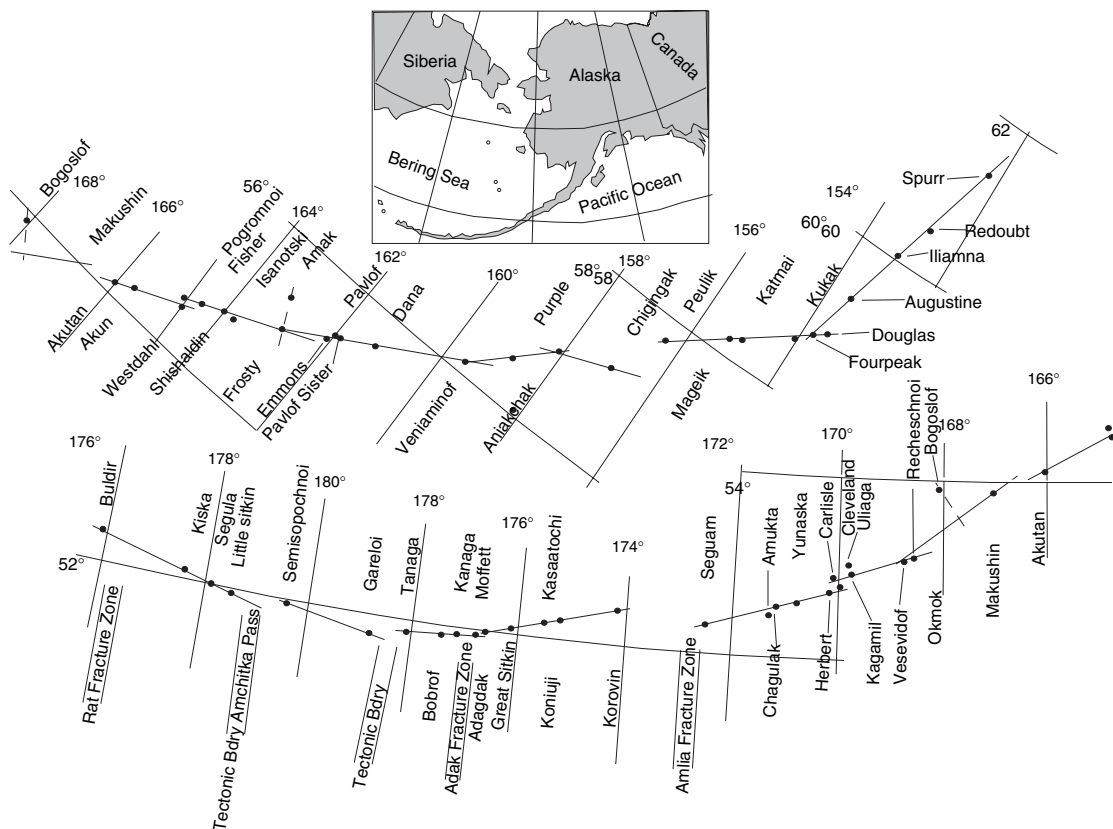 Siberia
Alaska
Canada
Bering Sea
Pacific Ocean
Bogoslof
168°
Makushin
166°
56°
Pogromnoi
Fisher
164°
Isanotski
Amak
Pavlof
162°
Dana
160°
Purple
58°
58
158°
Chigingak
Peulik
156°
Katmai
154°
60°
60
Kukak
62
Spurr
Redoubt
Iliamna
Augustine
Douglas
Fourpeak
Akutan
Akun
Westdahl
Shishaldin
Frosty
Emmons
Pavlof Sister
Veniaminof
Aniakchak
Mageik
176°
Buldir
178°
Kiska
Segula
Little sitkin
Semisopochnoi
180°
Gareloi
Tanaga
178°
Kanaga
Moffett
176°
Kasaatochi
174°
Seguam
172°
54°
Amukta
Yunaska
Carlisle
170°
Cleveland
Uliaga
Recheschnoi
Bogoslof
168°
166°
52°
Rat Fracture Zone
Tectonic Bdry Amchitka Pass
Tectonic Bdry
Bobrof
Adak Fracture Zone
Adagdak
Great Sitkin
Koniuji
Korovin
Amlia Fracture Zone
Chagulak
Herbert
Kagamil
Vesevidof
Okmok
Makushin
Akutan